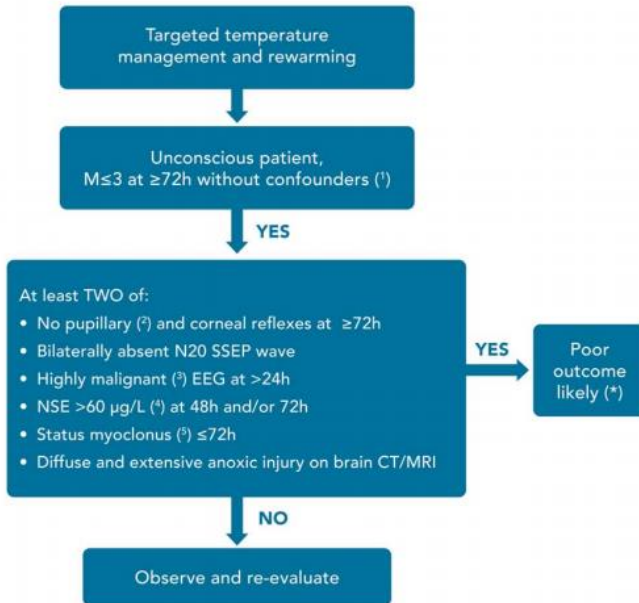 Targeted temperature
management and rewarming
Unconscious patient,
M≤3 at ≥72h without confounders (¹)
YES
At least TWO of:
• No pupillary (²) and corneal reflexes at ≥72h
• Bilaterally absent N20 SSEP wave
• Highly malignant (³) EEG at >24h
• NSE >60 μg/L (⁴) at 48h and/or 72h
• Status myoclonus (⁵) ≤72h
• Diffuse and extensive anoxic injury on brain CT/MRI
YES
Poor
outcome
likely (*)
NO
Observe and re-evaluate